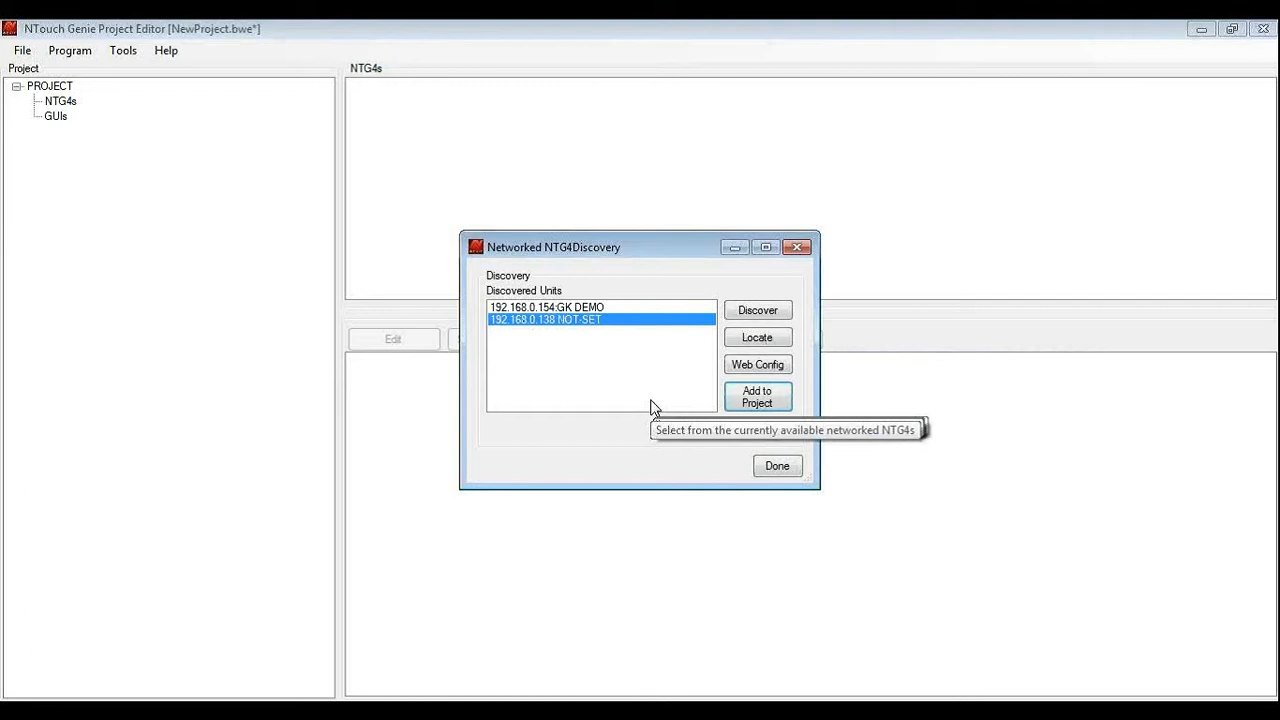 NTouch Genie Project Editor [NewProject.bwe*]
File Program Tools Help
Project
PROJECT
NTG4s
GUIs
NTG4s
Edit
Networked NTG4Discovery
Discovery
Discovered Units
192.168.0.154:GK DEMO
192.168.0.138:NOT-SET
Discover
Locate
Web Config
Add to
Project
Select from the currently available networked NTG4s
Done